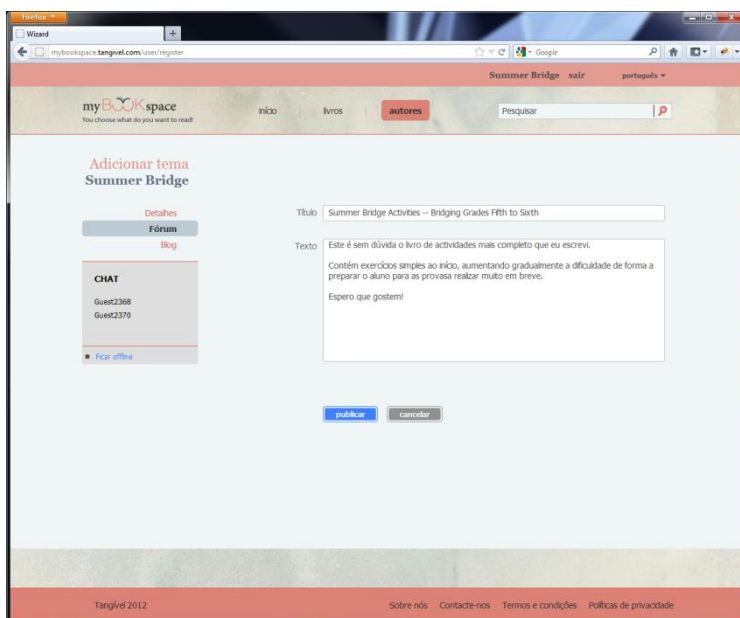 Firefox
Wizard
mybookspace.tangivel.com/user/register
Google
Summer Bridge sair português
my BOOK space
You choose what do you want to read!
início livros autores Pesquisar
Adicionar tema
Summer Bridge
Detalhes
Fórum
Blog
CHAT
Guest2368
Guest2370
Ficar offline
Título Summer Bridge Activities -- Bridging Grades Fifth to Sixth
Texto Este é sem dúvida o livro de actividades mais completo que eu escrevi.
Contém exercícios simples ao início, aumentando gradualmente a dificuldade de forma a
preparar o aluno para as provasa realizar muito em breve.
Espero que gostem!
publicar cancelar
Tangível 2012 Sobre nós Contacte-nos Termos e condições Políticas de privacidade